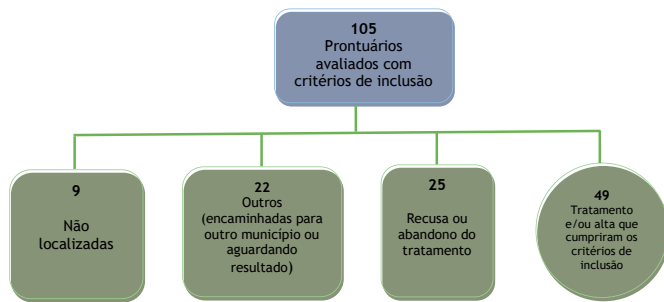 105
Prontuários
avaliados com
critérios de inclusão
9
Não
localizadas
22
Outros
(encaminhadas para
outro município ou
aguardando
resultado)
25
Recusa ou
abandono do
tratamento
49
Tratamento
e/ou alta que
cumpriram os
critérios de
inclusão